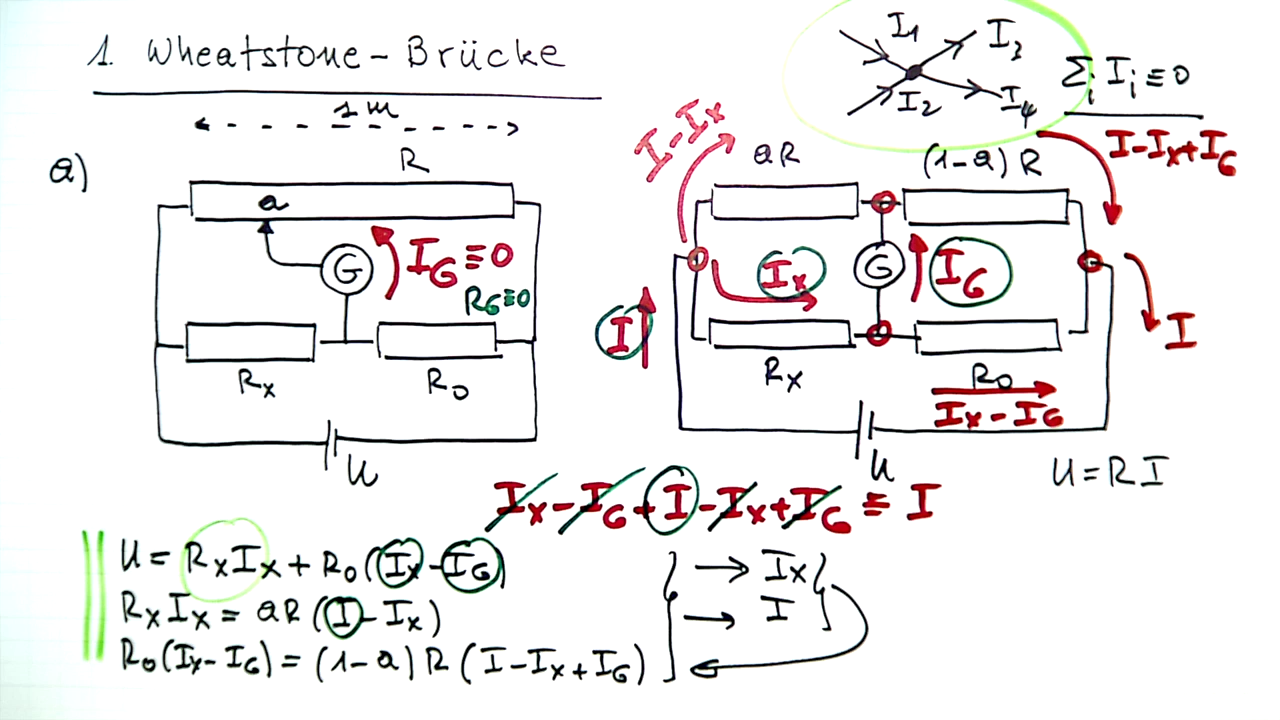 1. Wheatstone-Brücke
1 m
a)
R
a
G
I_G ≡ 0
R_G ≡ 0
R_x
R_0
U
I_1
I_3
I_2
I_4
∑_i I_i ≡ 0
I-I_x
aR
(1-a) R
I-I_x+I_G
I_x
G
I_G
I
I
R_x
R_0
I_x-I_G
U
U = R I
I_x-I_G+I-I_x+I_G ≡ I
U = R_x I_x + R_0 (I_x-I_G)
→ I_x
R_x I_x = aR (I-I_x)
→ I
R_0 (I_x-I_G) = (1-a) R (I-I_x+I_G)